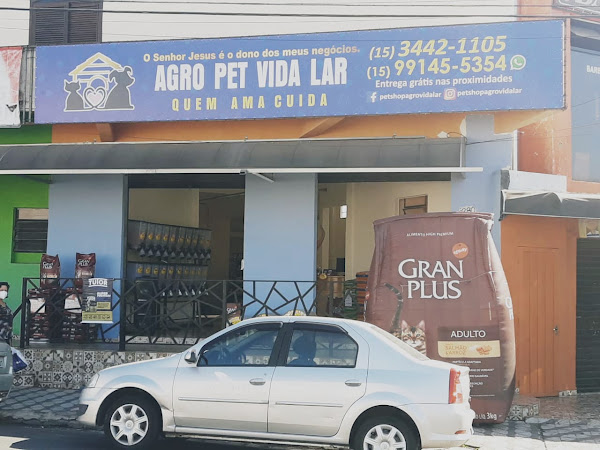 O Senhor Jesus é o dono dos meus negócios.
AGRO PET VIDA LAR
QUEM AMA CUIDA
(15) 3442-1105
(15) 99145-5354
Entrega grátis nas proximidades
petshopagrovidalar
petshopagrovidalar
TUTOR
GRAN
PLUS
ADULTO